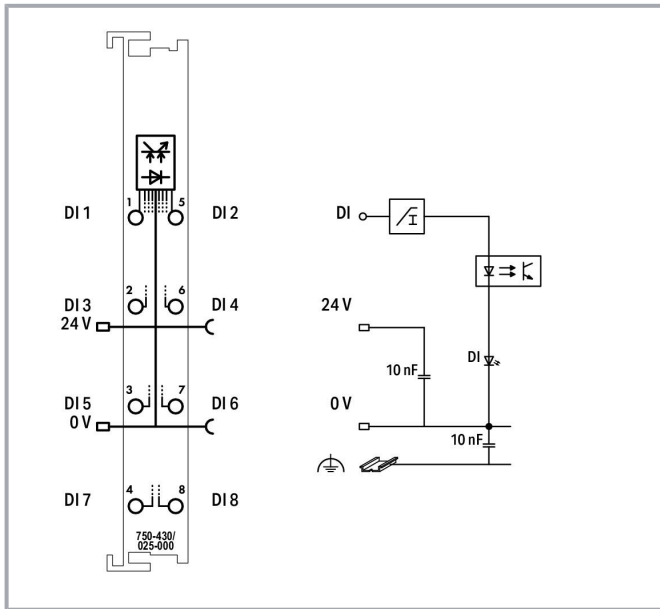 1 5
DI 1 DI 2
2 6
DI 3 DI 4
24 V
3 7
DI 5 DI 6
0 V
4 8
DI 7 DI 8
750-430/
025-000
DI I
24 V
DI
10 nF
0 V
10 nF